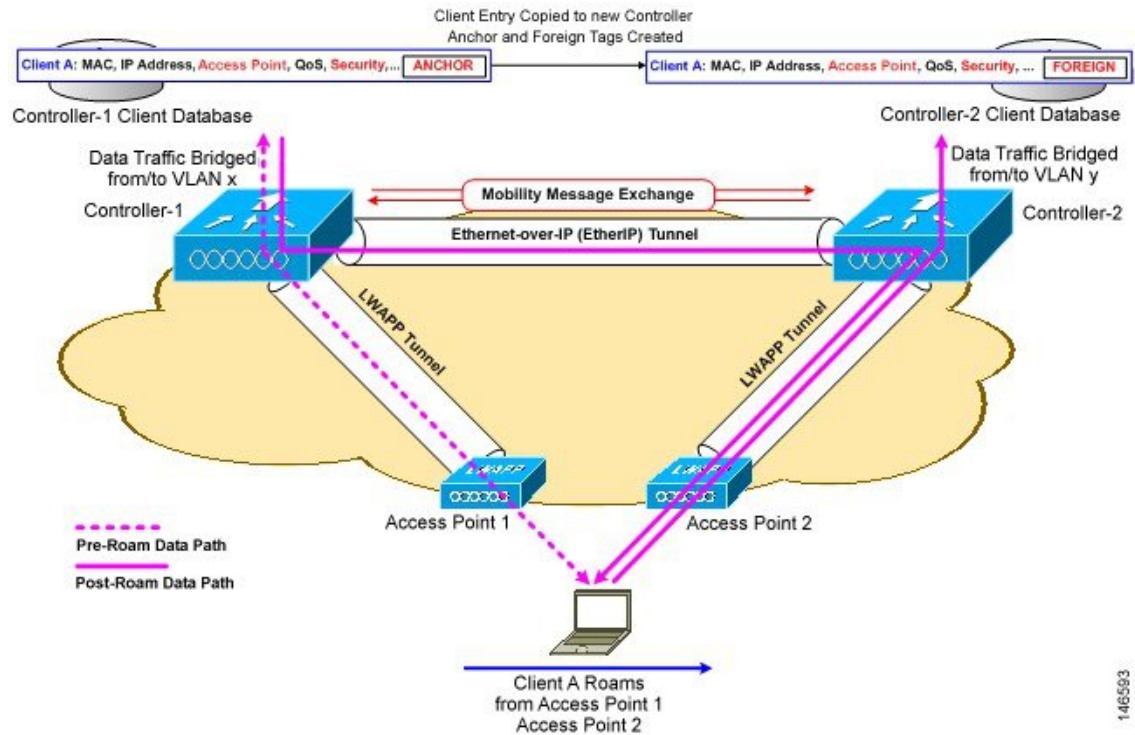 Client Entry Copied to new Controller
Anchor and Foreign Tags Created
Client A: MAC, IP Address, Access Point, QoS, Security,... ANCHOR
Client A: MAC, IP Address, Access Point, QoS, Security, ... FOREIGN
Controller-1 Client Database
Controller-2 Client Database
Data Traffic Bridged
from/to VLAN x
Data Traffic Bridged
from/to VLAN y
Mobility Message Exchange
Controller-1
Controller-2
Ethernet-over-IP (EtherIP) Tunnel
LWAPP Tunnel
LWAPP Tunnel
LWAPP
LWAPP
Access Point 1
Access Point 2
Pre-Roam Data Path
Post-Roam Data Path
Client A Roams
from Access Point 1
Access Point 2
146593